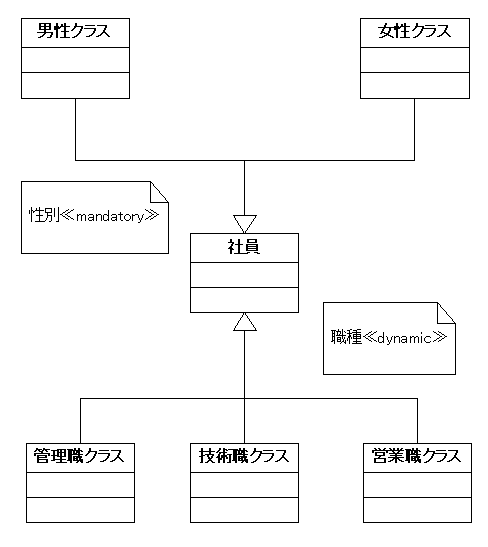 男性クラス
女性クラス
性別≪mandatory≫
社員
職種≪dynamic≫
管理職クラス
技術職クラス
営業職クラス